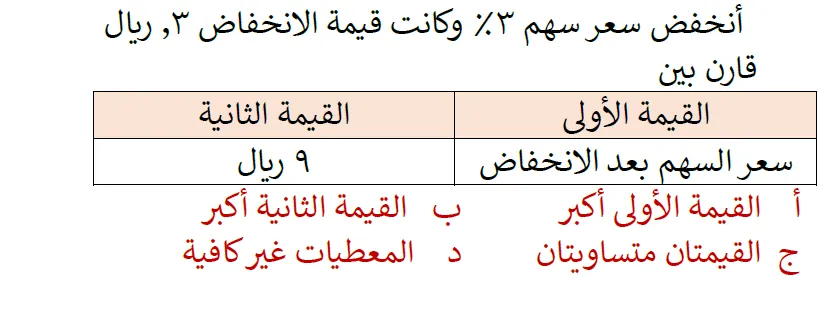 أنخفض سعر سهم ٣٪ وكانت قيمة الانخفاض ٣, ريال
قارن بين
القيمة الأولى القيمة الثانية
سعر السهم بعد الانخفاض ٩ ريال
أ القيمة الأولى أكبر ب القيمة الثانية أكبر
ج القيمتان متساويتان د المعطيات غير كافية